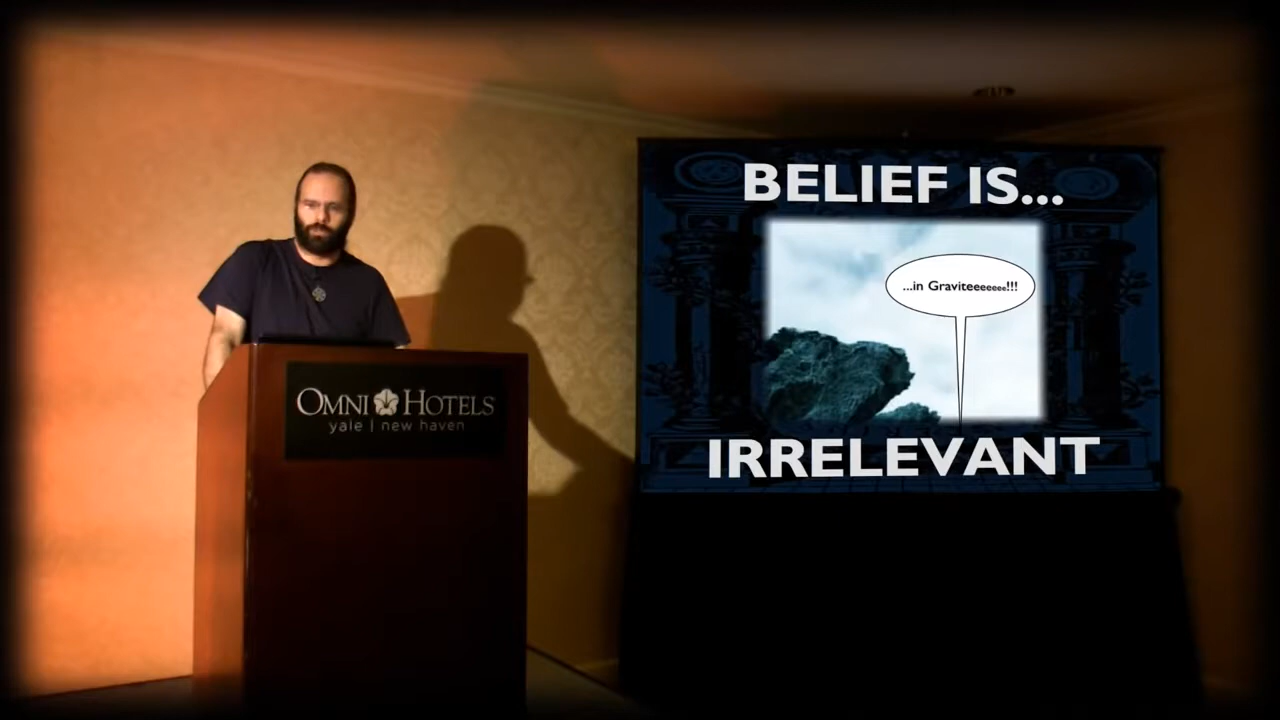 OMNI HOTELS
yale | new haven
BELIEF IS...
...in Graviteeeeeee!!!
IRRELEVANT